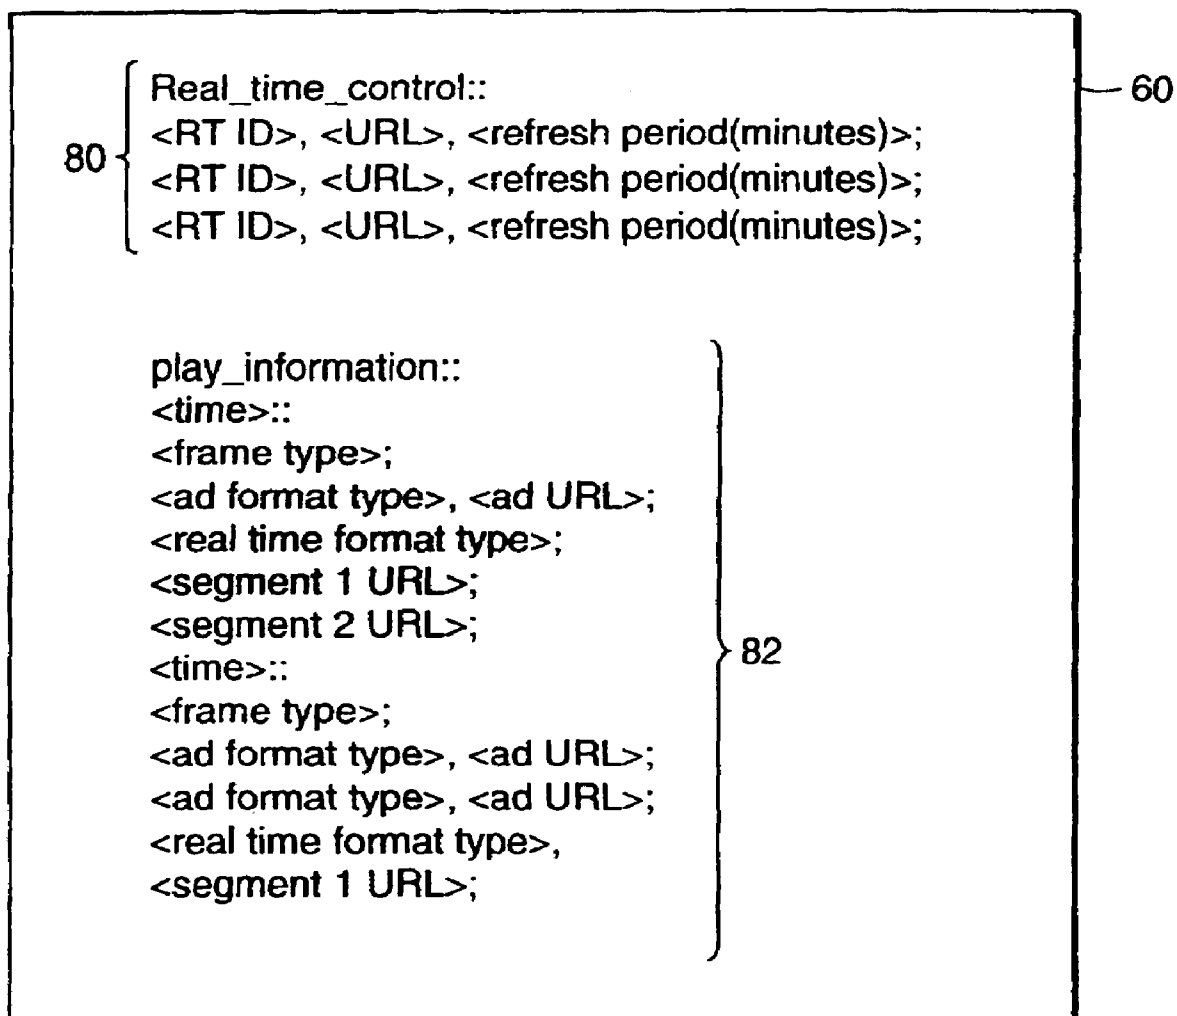 Real_time_control::
60
<RT ID>, <URL>, <refresh period(minutes)>;
80
<RT ID>, <URL>, <refresh period(minutes)>;
<RT ID>, <URL>, <refresh period(minutes)>;
play_information::
<time>::
<frame type>;
<ad format type>, <ad URL>;
<real time format type>;
<segment 1 URL>;
<segment 2 URL>;
82
<time>::
<frame type>;
<ad format type>, <ad URL>;
<ad format type>, <ad URL>;
<real time format type>,
<segment 1 URL>;